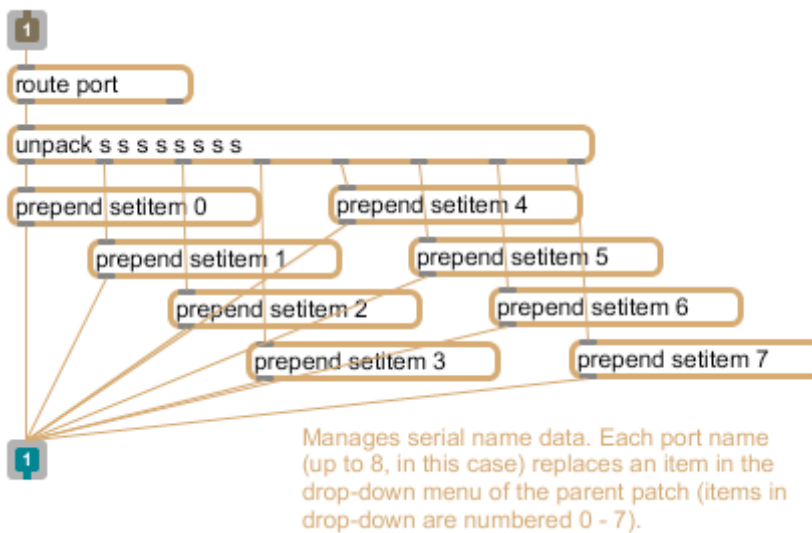 1
route port
unpack s s s s s s s s
prepend setitem 0
prepend setitem 4
prepend setitem 1
prepend setitem 5
prepend setitem 2
prepend setitem 6
prepend setitem 3
prepend setitem 7
1
Manages serial name data. Each port name
(up to 8, in this case) replaces an item in the
drop-down menu of the parent patch (items in
drop-down are numbered 0 - 7).